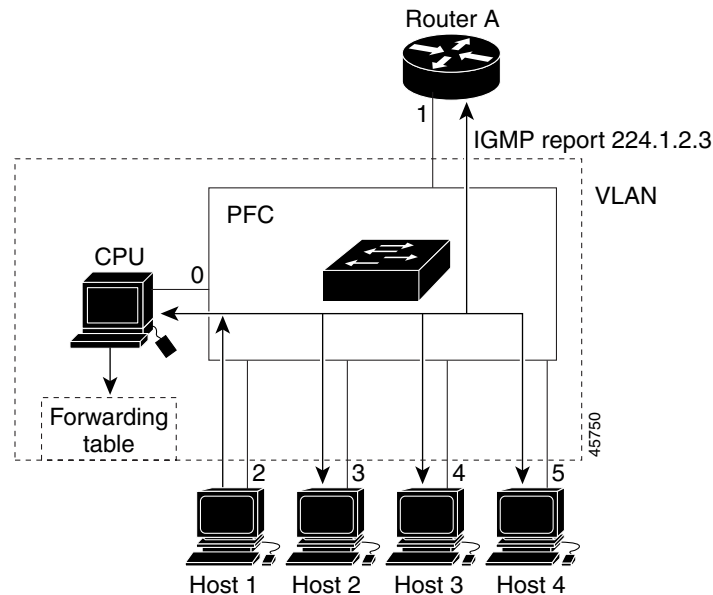 Router A
1
IGMP report 224.1.2.3
VLAN
PFC
CPU
0
Forwarding
table
45750
2
3
4
5
Host 1
Host 2
Host 3
Host 4